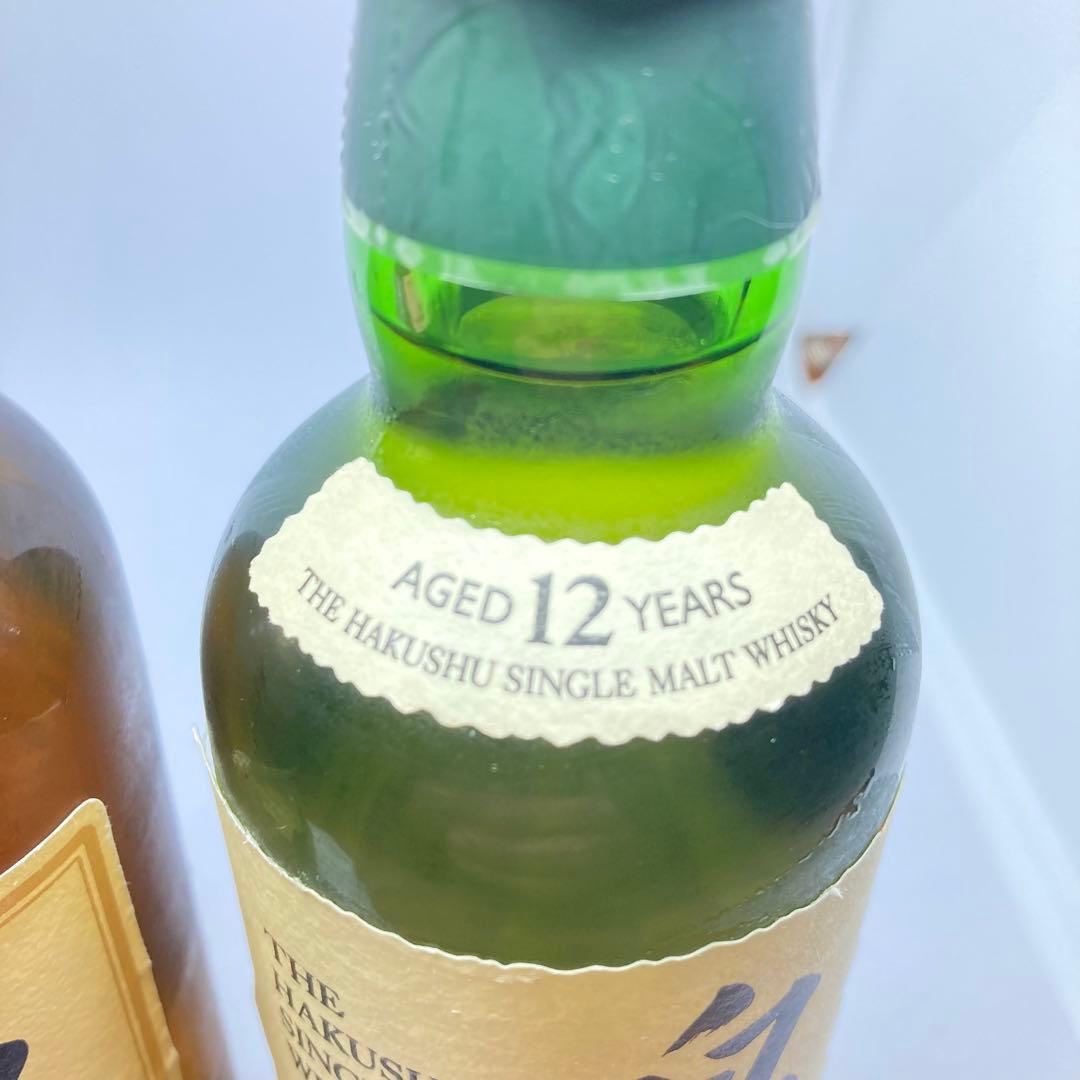 AGED 12 YEARS
THE HAKUSHU SINGLE MALT WHISKY
THE